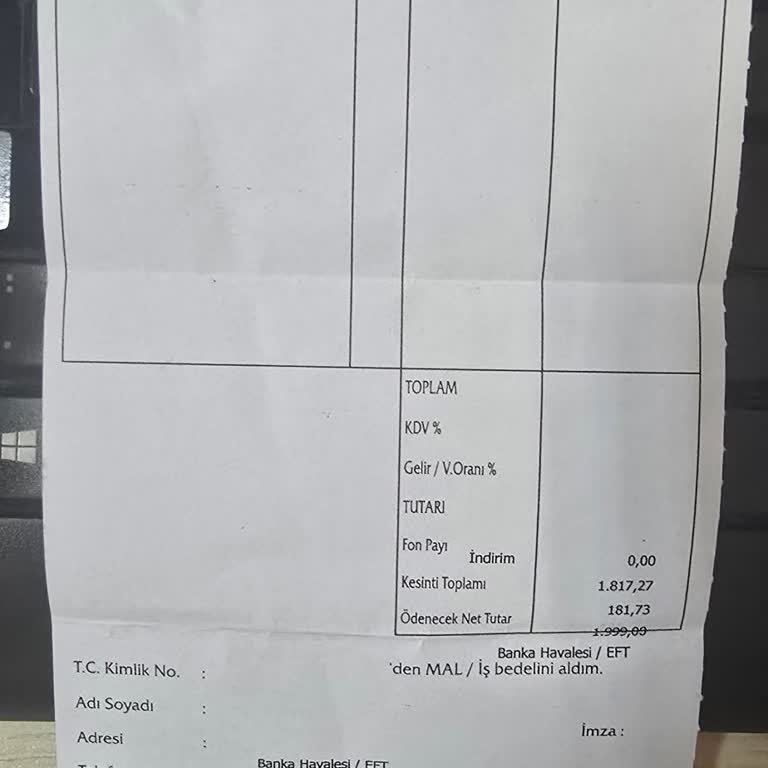 TOPLAM
KDV %
Gelir / V.Oranı %
TUTARI
Fon Payı
İndirim 0,00
Kesinti Toplamı 1.817,27
Ödenecek Net Tutar 181,73
1.999,00
Banka Havalesi / EFT
T.C. Kimlik No. : 'den MAL / İş bedelini aldım.
Adı Soyadı :
Adresi : İmza :
Banka Havalesi / EFT